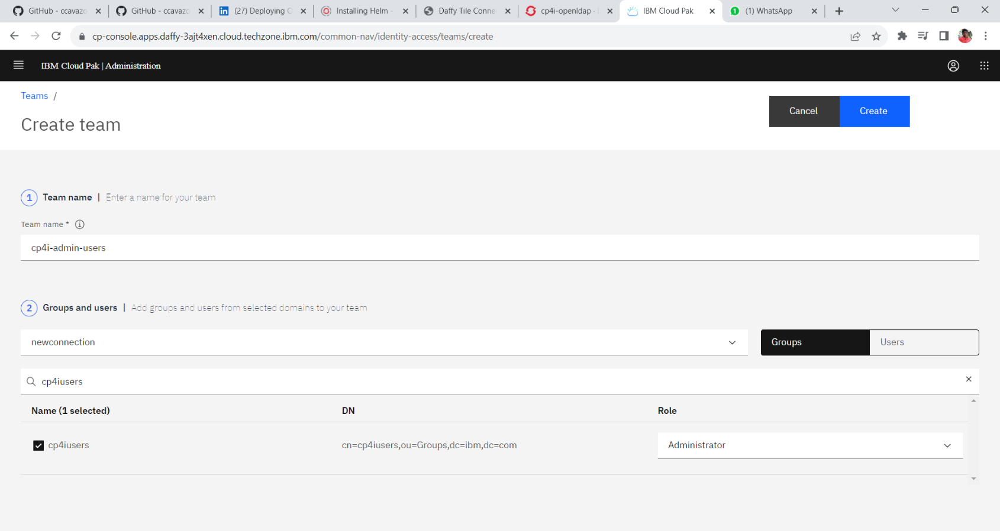 GitHub - ccavazo
GitHub - ccavazo
(27) Deploying O
Installing Helm -
Daffy Tile Conne
cp4i-openldap ·
IBM Cloud Pak
(1) WhatsApp
cp-console.apps.daffy-3ajt4xen.cloud.techzone.ibm.com/common-nav/identity-access/teams/create
IBM Cloud Pak | Administration
Teams /
Cancel
Create
Create team
1 Team name | Enter a name for your team
Team name *
cp4i-admin-users
2 Groups and users | Add groups and users from selected domains to your team
newconnection
Groups
Users
cp4iusers
Name (1 selected) DN Role
cp4iusers cn=cp4iusers,ou=Groups,dc=ibm,dc=com Administrator